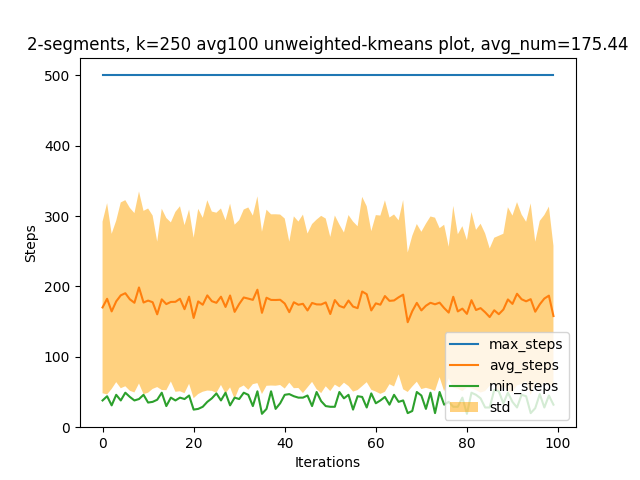 2-segments, k=250 avg100 unweighted-kmeans plot, avg_num=175.44
500
400
300
200
100
0
Steps
max_steps
avg_steps
min_steps
std
0 20 40 60 80 100
Iterations